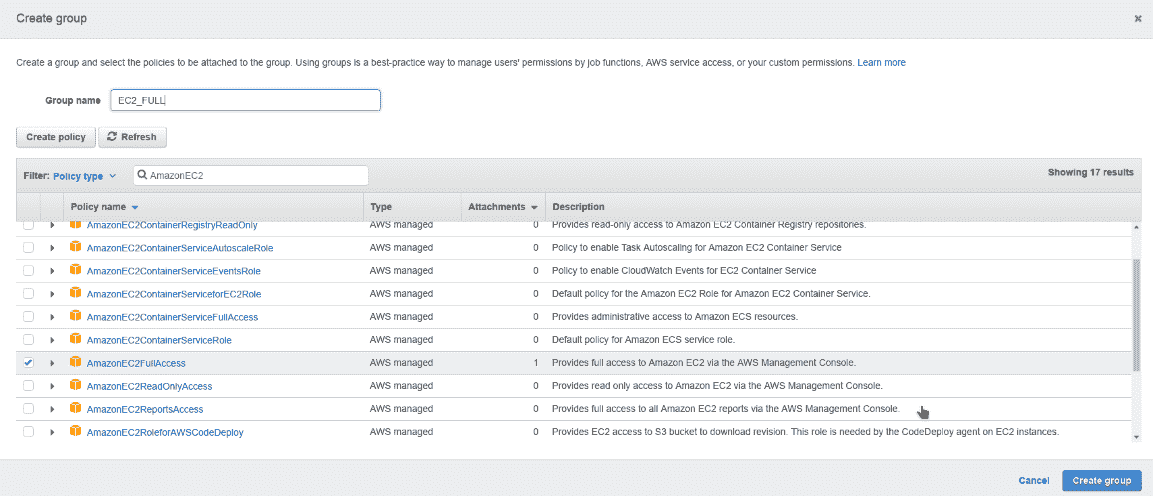 Create group ×
Create a group and select the policies to be attached to the group. Using groups is a best-practice way to manage users' permissions by job functions, AWS service access, or your custom permissions. Learn more
Group name EC2_FULL
Create policy Refresh
Filter: Policy type AmazonEC2 Showing 17 results
Policy name Type Attachments Description
AmazonEC2ContainerRegistryReadOnly AWS managed 0 Provides read-only access to Amazon EC2 Container Registry repositories.
AmazonEC2ContainerServiceAutoscaleRole AWS managed 0 Policy to enable Task Autoscaling for Amazon EC2 Container Service
AmazonEC2ContainerServiceEventsRole AWS managed 0 Policy to enable CloudWatch Events for EC2 Container Service
AmazonEC2ContainerServiceforEC2Role AWS managed 0 Default policy for the Amazon EC2 Role for Amazon EC2 Container Service.
AmazonEC2ContainerServiceFullAccess AWS managed 0 Provides administrative access to Amazon ECS resources.
AmazonEC2ContainerServiceRole AWS managed 0 Default policy for Amazon ECS service role.
AmazonEC2FullAccess AWS managed 1 Provides full access to Amazon EC2 via the AWS Management Console.
AmazonEC2ReadOnlyAccess AWS managed 0 Provides read only access to Amazon EC2 via the AWS Management Console.
AmazonEC2ReportsAccess AWS managed 0 Provides full access to all Amazon EC2 reports via the AWS Management Console.
AmazonEC2RoleforAWSCodeDeploy AWS managed 0 Provides EC2 access to S3 bucket to download revision. This role is needed by the CodeDeploy agent on EC2 instances.
Cancel Create group